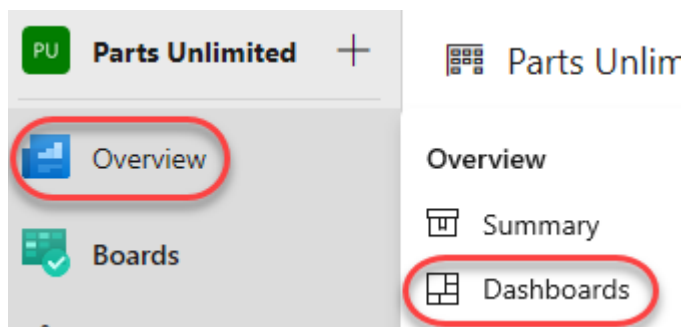 PU Parts Unlimited
Overview
Boards
Parts Unlim
Overview
Summary
Dashboards